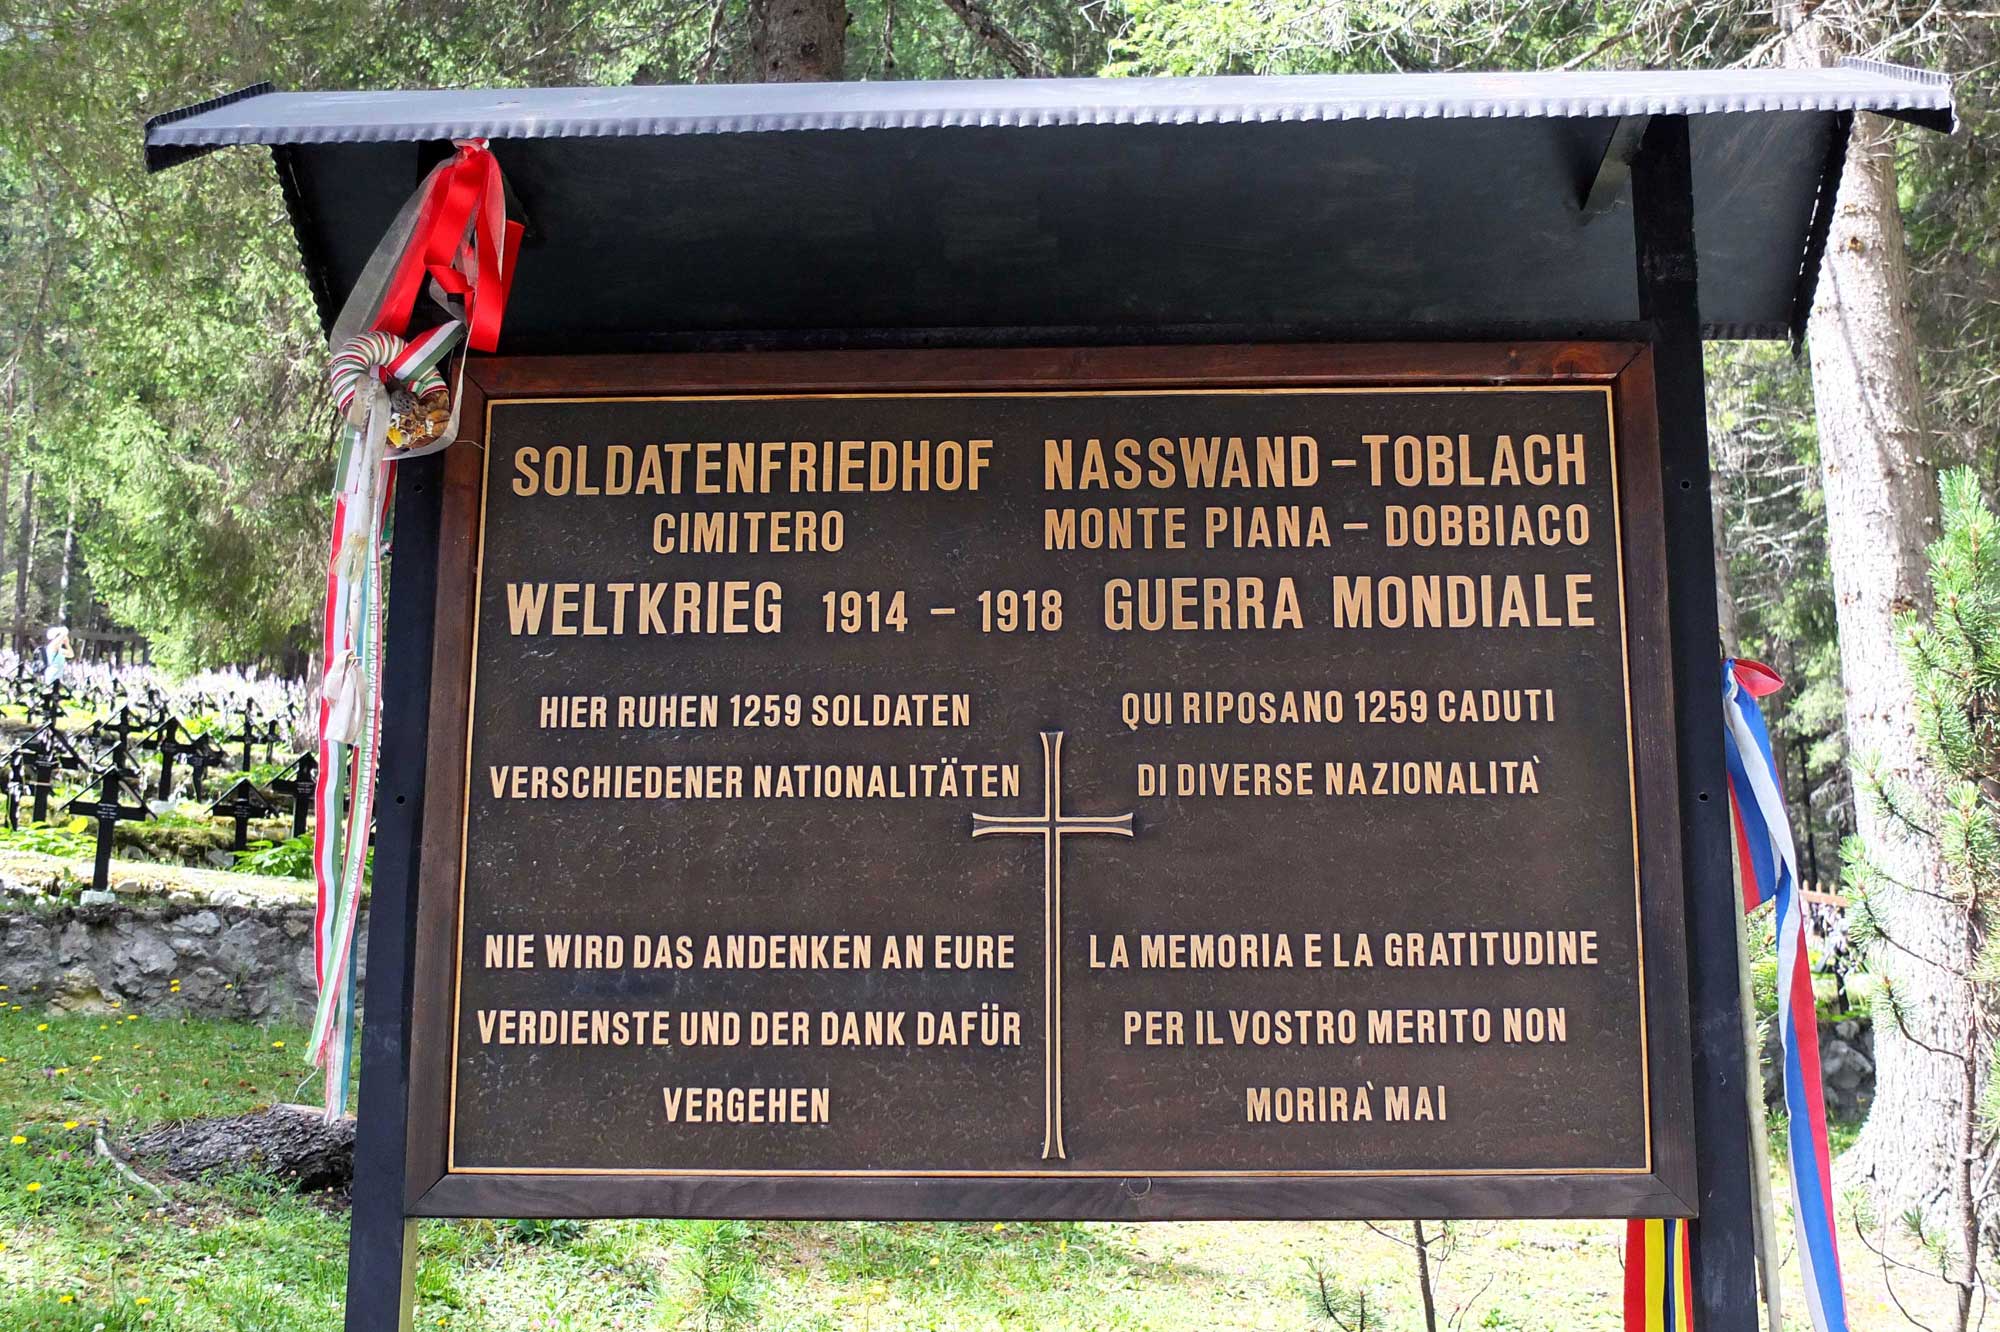 SOLDATENFRIEDHOF NASSWAND – TOBLACH
CIMITERO MONTE PIANA – DOBBIACO
WELTKRIEG 1914 – 1918 GUERRA MONDIALE
HIER RUHEN 1259 SOLDATEN
VERSCHIEDENER NATIONALITÄTEN
NIE WIRD DAS ANDENKEN AN EURE
VERDIENSTE UND DER DANK DAFÜR
VERGEHEN
QUI RIPOSANO 1259 CADUTI
DI DIVERSE NAZIONALITÀ
LA MEMORIA E LA GRATITUDINE
PER IL VOSTRO MERITO NON
MORIRÀ MAI